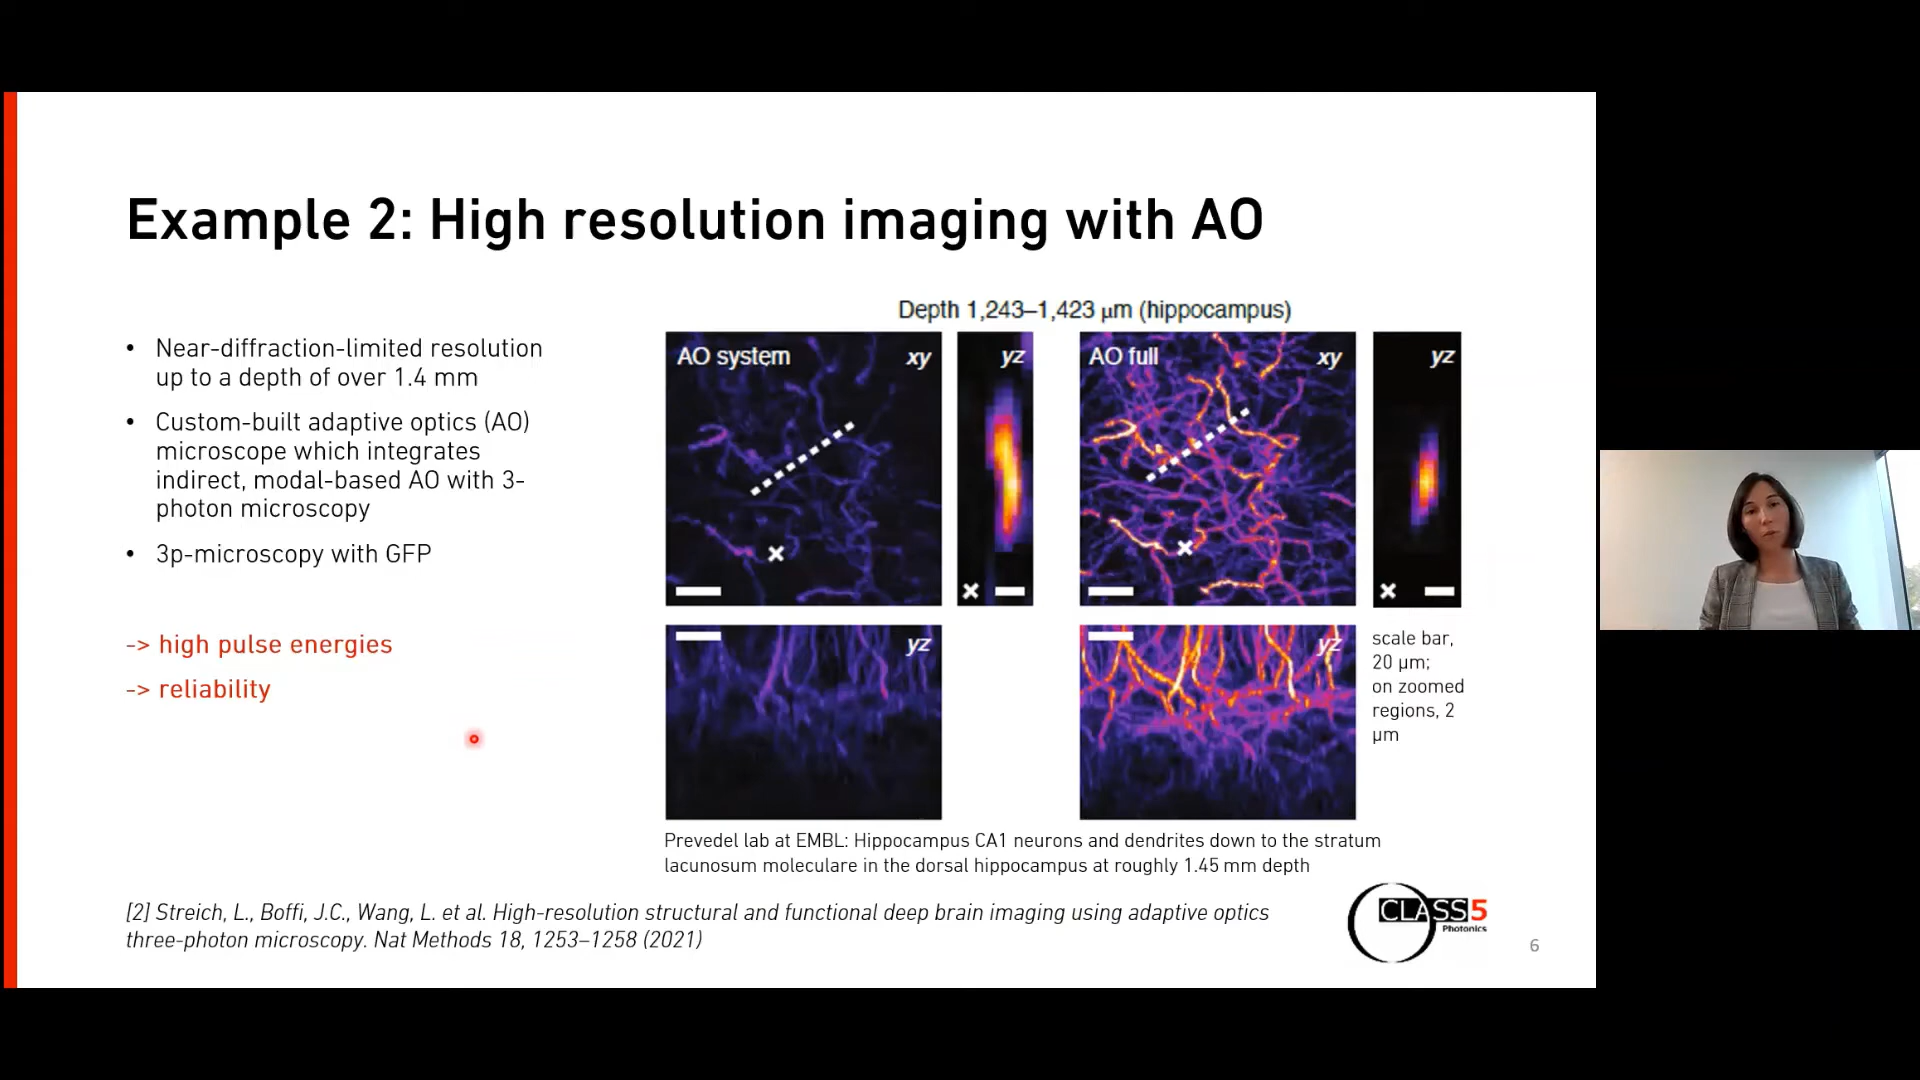 Example 2: High resolution imaging with AO
• Near-diffraction-limited resolution
up to a depth of over 1.4 mm
• Custom-built adaptive optics (AO)
microscope which integrates
indirect, modal-based AO with 3-
photon microscopy
• 3p-microscopy with GFP
-> high pulse energies
-> reliability
Depth 1,243–1,423 μm (hippocampus)
AO system xy
yz
AO full xy
yz
yz
yz
scale bar,
20 μm;
on zoomed
regions, 2
μm
Prevedel lab at EMBL: Hippocampus CA1 neurons and dendrites down to the stratum
lacunosum moleculare in the dorsal hippocampus at roughly 1.45 mm depth
[2] Streich, L., Boffi, J.C., Wang, L. et al. High-resolution structural and functional deep brain imaging using adaptive optics
three-photon microscopy. Nat Methods 18, 1253–1258 (2021)
CLASS5
Photonics
6